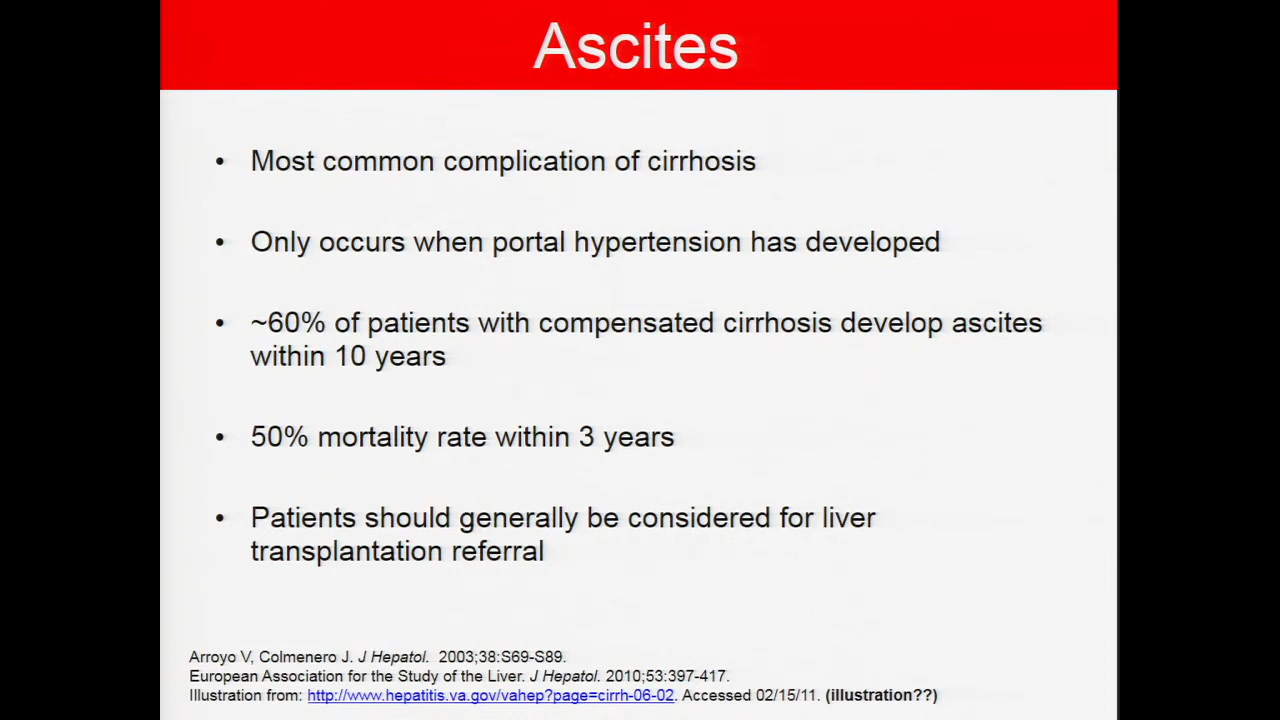 Ascites
• Most common complication of cirrhosis
• Only occurs when portal hypertension has developed
• ~60% of patients with compensated cirrhosis develop ascites
within 10 years
• 50% mortality rate within 3 years
• Patients should generally be considered for liver
transplantation referral
Arroyo V, Colmenero J. J Hepatol. 2003;38:S69-S89.
European Association for the Study of the Liver. J Hepatol. 2010;53:397-417.
Illustration from: http://www.hepatitis.va.gov/vahep?page=cirrh-06-02. Accessed 02/15/11. (illustration??)